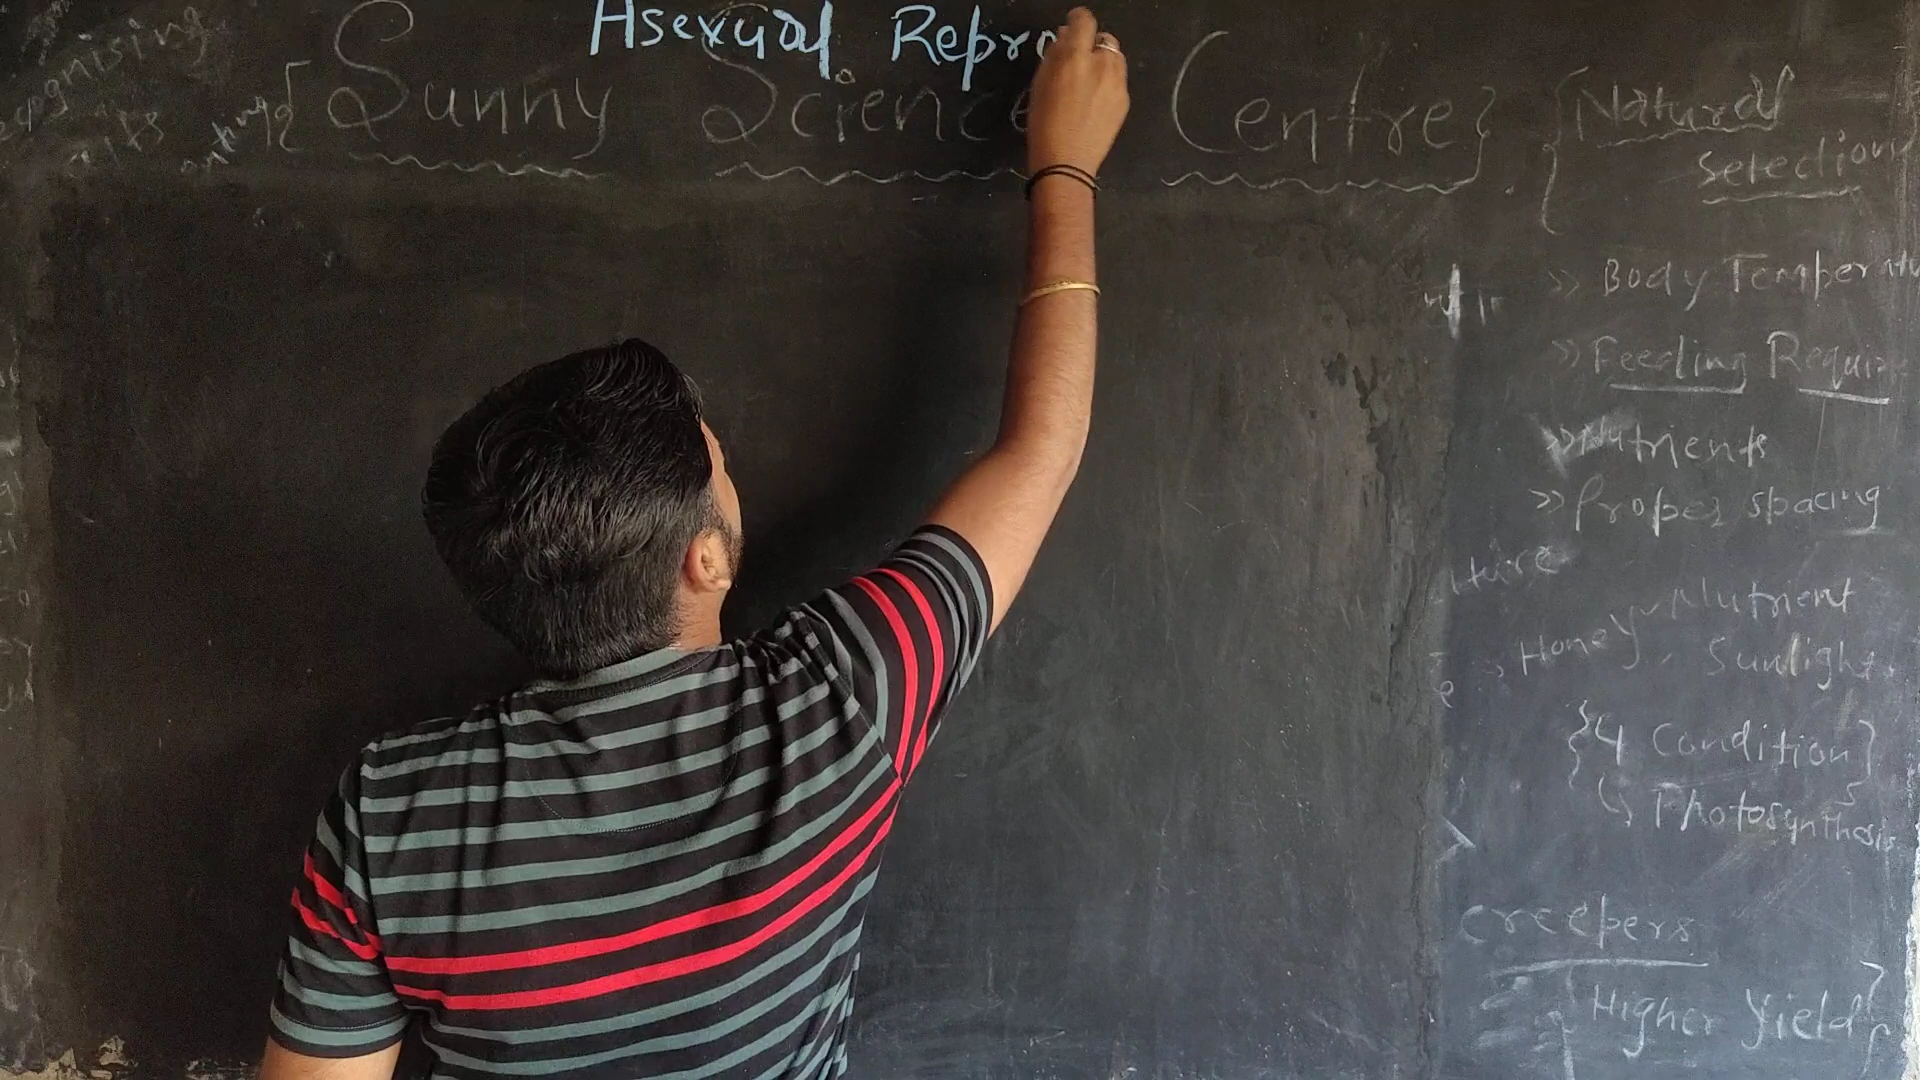 Asexual Repro
{Sunny Science Centre}
{Natural
Selection
>> Body Temper
>> Feeding Requi
>> Nutrients
>> Proper spacing
Honey Nutrient
Sunlight
{4 Condition}
↳ Photosynthesis
creepers
Higher Yield}